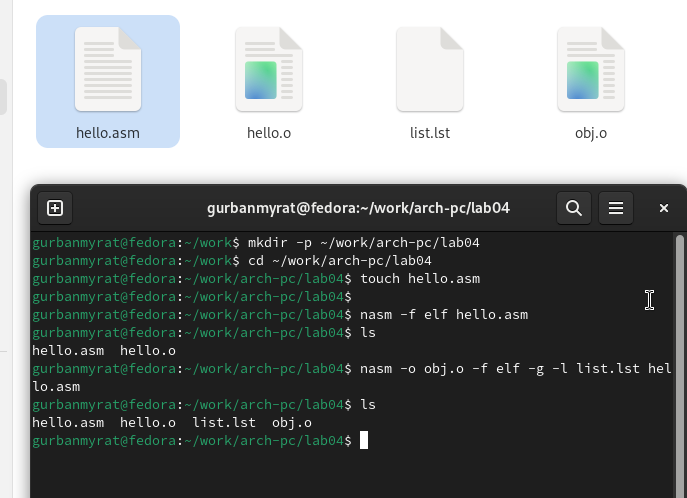 hello.asm
hello.o
list.lst
obj.o
gurbanmyrat@fedora:~/work/arch-pc/lab04
gurbanmyrat@fedora:~/work$ mkdir -p ~/work/arch-pc/lab04
gurbanmyrat@fedora:~/work$ cd ~/work/arch-pc/lab04
gurbanmyrat@fedora:~/work/arch-pc/lab04$ touch hello.asm
gurbanmyrat@fedora:~/work/arch-pc/lab04$
gurbanmyrat@fedora:~/work/arch-pc/lab04$ nasm -f elf hello.asm
gurbanmyrat@fedora:~/work/arch-pc/lab04$ ls
hello.asm  hello.o
gurbanmyrat@fedora:~/work/arch-pc/lab04$ nasm -o obj.o -f elf -g -l list.lst hel
lo.asm
gurbanmyrat@fedora:~/work/arch-pc/lab04$ ls
hello.asm  hello.o  list.lst  obj.o
gurbanmyrat@fedora:~/work/arch-pc/lab04$